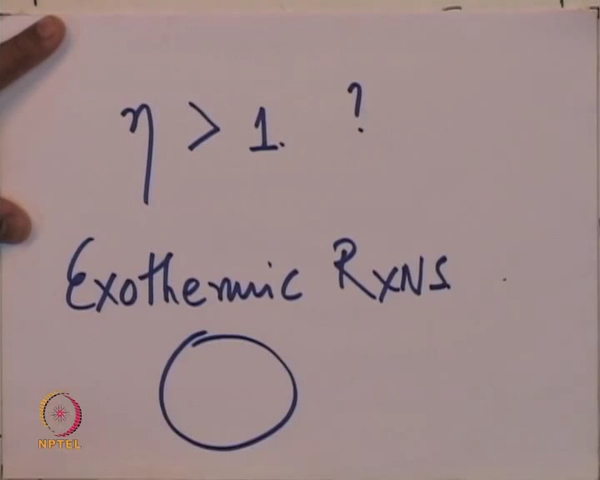 η > 1. ?
Exothermic RXNS
NPTEL